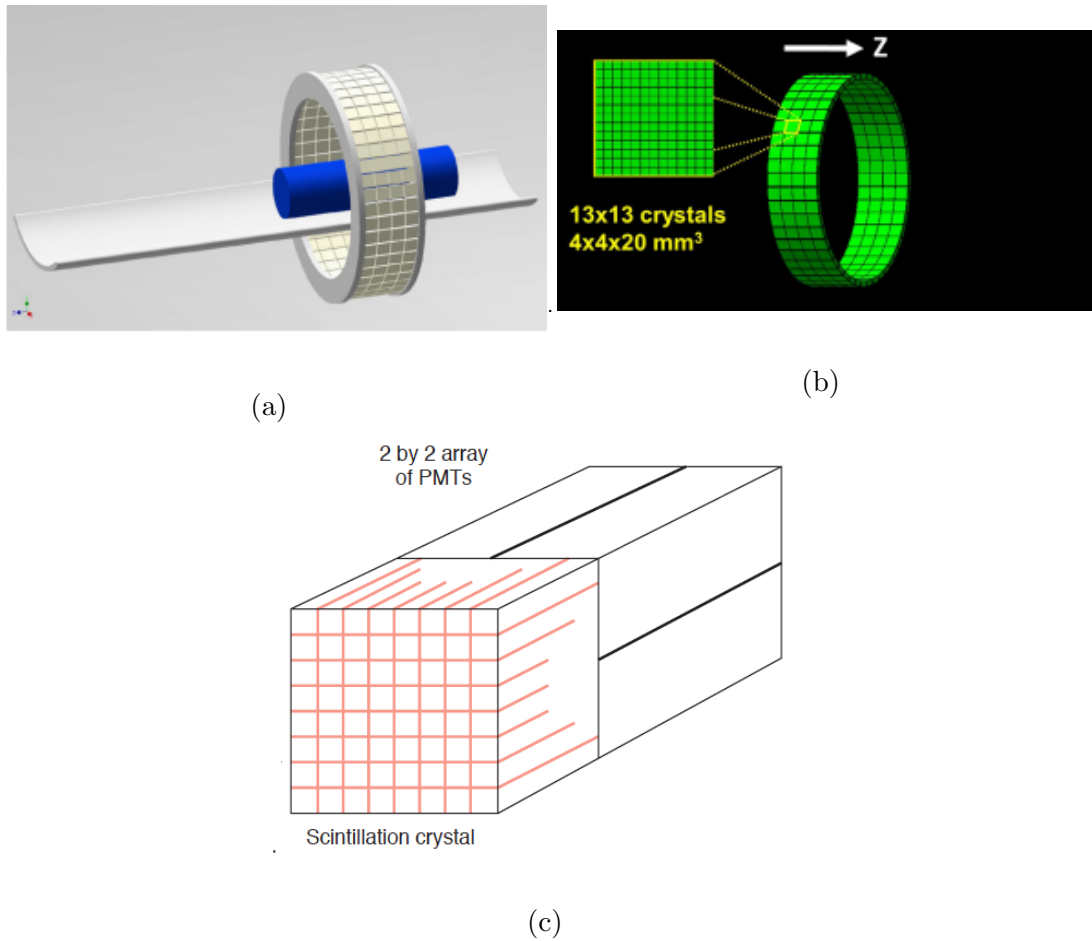 Z
13x13 crystals
4x4x20 mm³
(a)
(b)
2 by 2 array
of PMTs
Scintillation crystal
(c)